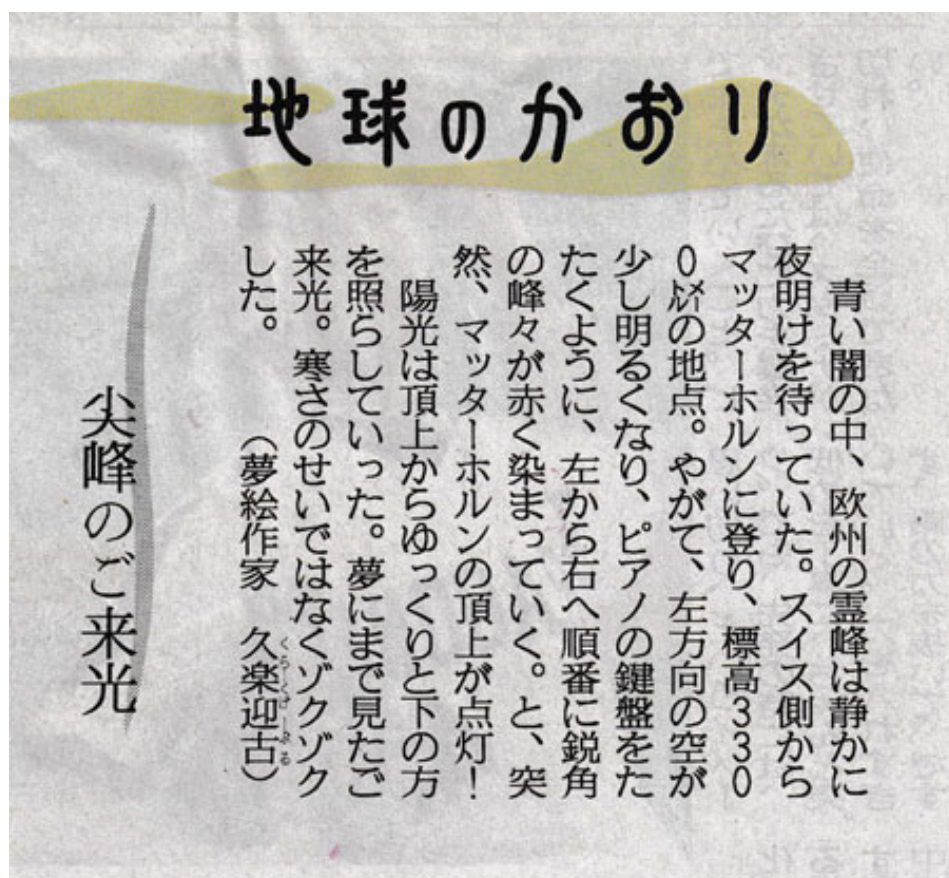 地球のかおり
青い闇の中、欧州の霊峰は静かに
夜明けを待っていた。スイス側から
マッターホルンに登り、標高330
0㍍の地点。やがて、左方向の空が
少し明るくなり、ピアノの鍵盤をた
たくように、左から右へ順番に鋭角
の峰々が赤く染まっていく。と、突
然、マッターホルンの頂上が点灯！
陽光は頂上からゆっくりと下の方
を照らしていった。夢にまで見たご
来光。寒さのせいではなくゾクゾク
した。（夢絵作家　久楽迎古）
尖峰のご来光